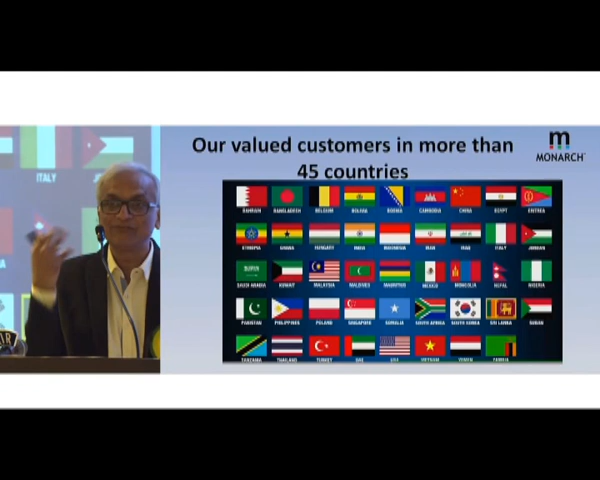 Our valued customers in more than
45 countries
MONARCH
ITALY
BAHRAIN BANGLADESH BELGIUM BOLIVIA BOSNIA CAMBODIA CHINA EGYPT ERITREA
ETHIOPIA GHANA HUNGARY INDIA INDONESIA IRAN IRAQ ITALY JORDAN
SAUDI ARABIA KUWAIT MALAYSIA MALDIVES MAURITIUS MEXICO MONGOLIA NEPAL NIGERIA
PAKISTAN PHILIPPINES POLAND SINGAPORE SOMALIA SOUTH AFRICA SOUTH KOREA SRI LANKA SUDAN
TANZANIA THAILAND TURKEY UAE USA VIETNAM YEMEN ZAMBIA